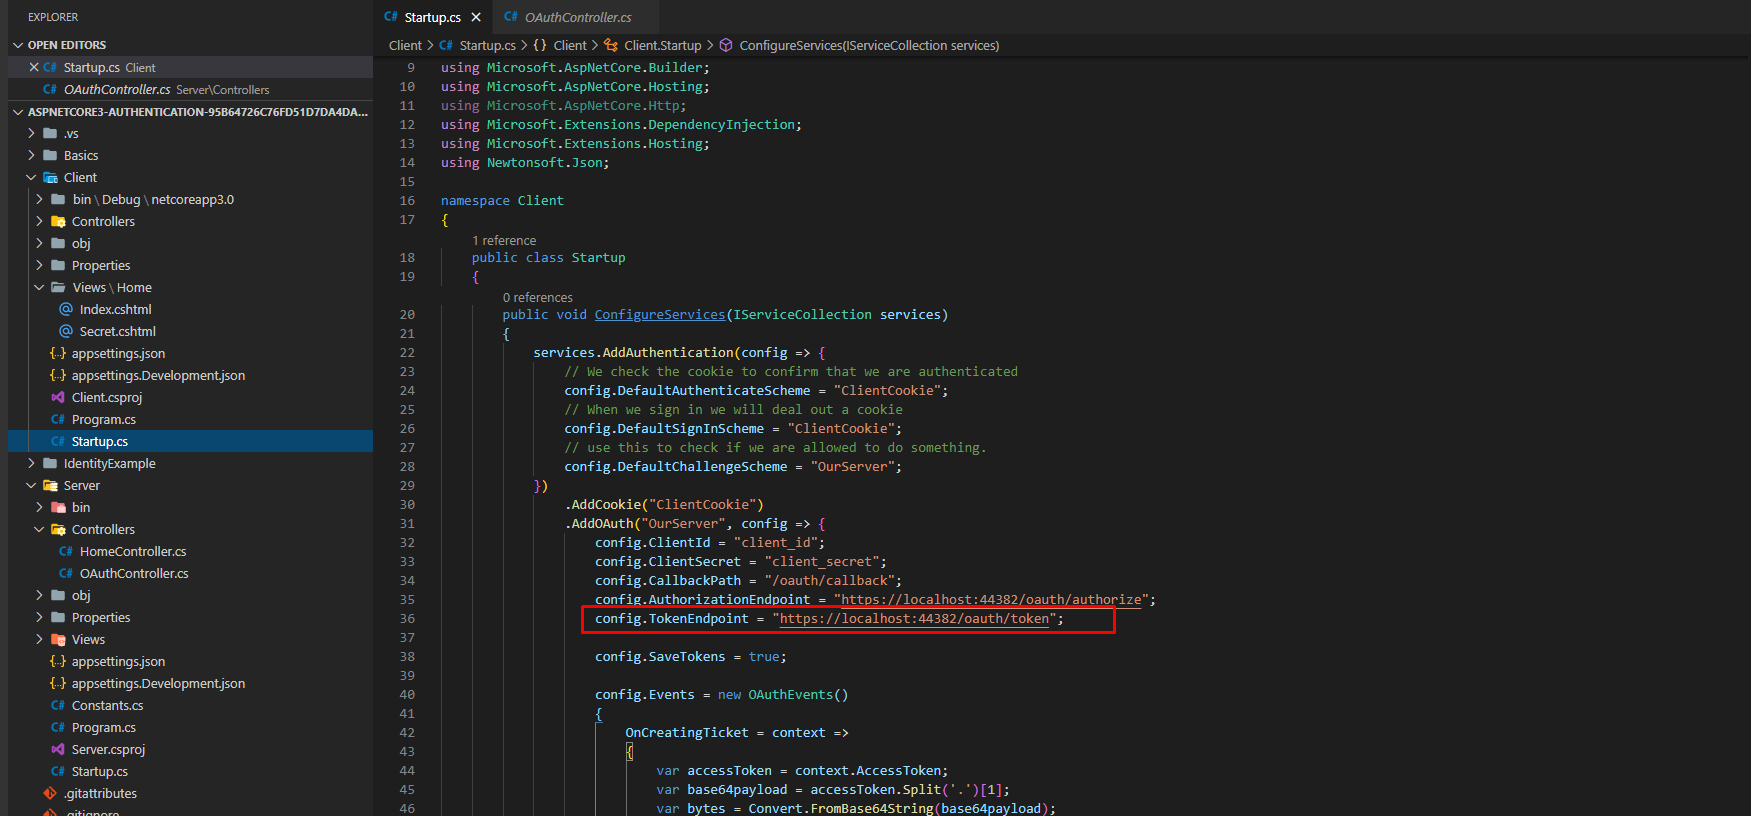 EXPLORER
OPEN EDITORS
Startup.cs Client
OAuthController.cs Server\Controllers
ASPNETCORE3-AUTHENTICATION-95B64726C76FD51D7DA4DA...
.vs
Basics
Client
bin \ Debug \ netcoreapp3.0
Controllers
obj
Properties
Views \ Home
Index.cshtml
Secret.cshtml
appsettings.json
appsettings.Development.json
Client.csproj
Program.cs
Startup.cs
IdentityExample
Server
bin
Controllers
HomeController.cs
OAuthController.cs
obj
Properties
Views
appsettings.json
appsettings.Development.json
Constants.cs
Program.cs
Server.csproj
Startup.cs
.gitattributes
.gitignore
C# Startup.cs C# OAuthController.cs
Client > C# Startup.cs > {} Client > Client.Startup > ConfigureServices(IServiceCollection services)
9 using Microsoft.AspNetCore.Builder;
10 using Microsoft.AspNetCore.Hosting;
11 using Microsoft.AspNetCore.Http;
12 using Microsoft.Extensions.DependencyInjection;
13 using Microsoft.Extensions.Hosting;
14 using Newtonsoft.Json;
15
16 namespace Client
17 {
1 reference
18 public class Startup
19 {
0 references
20 public void ConfigureServices(IServiceCollection services)
21 {
22 services.AddAuthentication(config => {
23 // We check the cookie to confirm that we are authenticated
24 config.DefaultAuthenticateScheme = "ClientCookie";
25 // When we sign in we will deal out a cookie
26 config.DefaultSignInScheme = "ClientCookie";
27 // use this to check if we are allowed to do something.
28 config.DefaultChallengeScheme = "OurServer";
29 })
30 .AddCookie("ClientCookie")
31 .AddOAuth("OurServer", config => {
32 config.ClientId = "client_id";
33 config.ClientSecret = "client_secret";
34 config.CallbackPath = "/oauth/callback";
35 config.AuthorizationEndpoint = "https://localhost:44382/oauth/authorize";
36 config.TokenEndpoint = "https://localhost:44382/oauth/token";
37
38 config.SaveTokens = true;
39
40 config.Events = new OAuthEvents()
41 {
42 OnCreatingTicket = context =>
43 {
44 var accessToken = context.AccessToken;
45 var base64payload = accessToken.Split('.')[1];
46 var bytes = Convert.FromBase64String(base64payload);